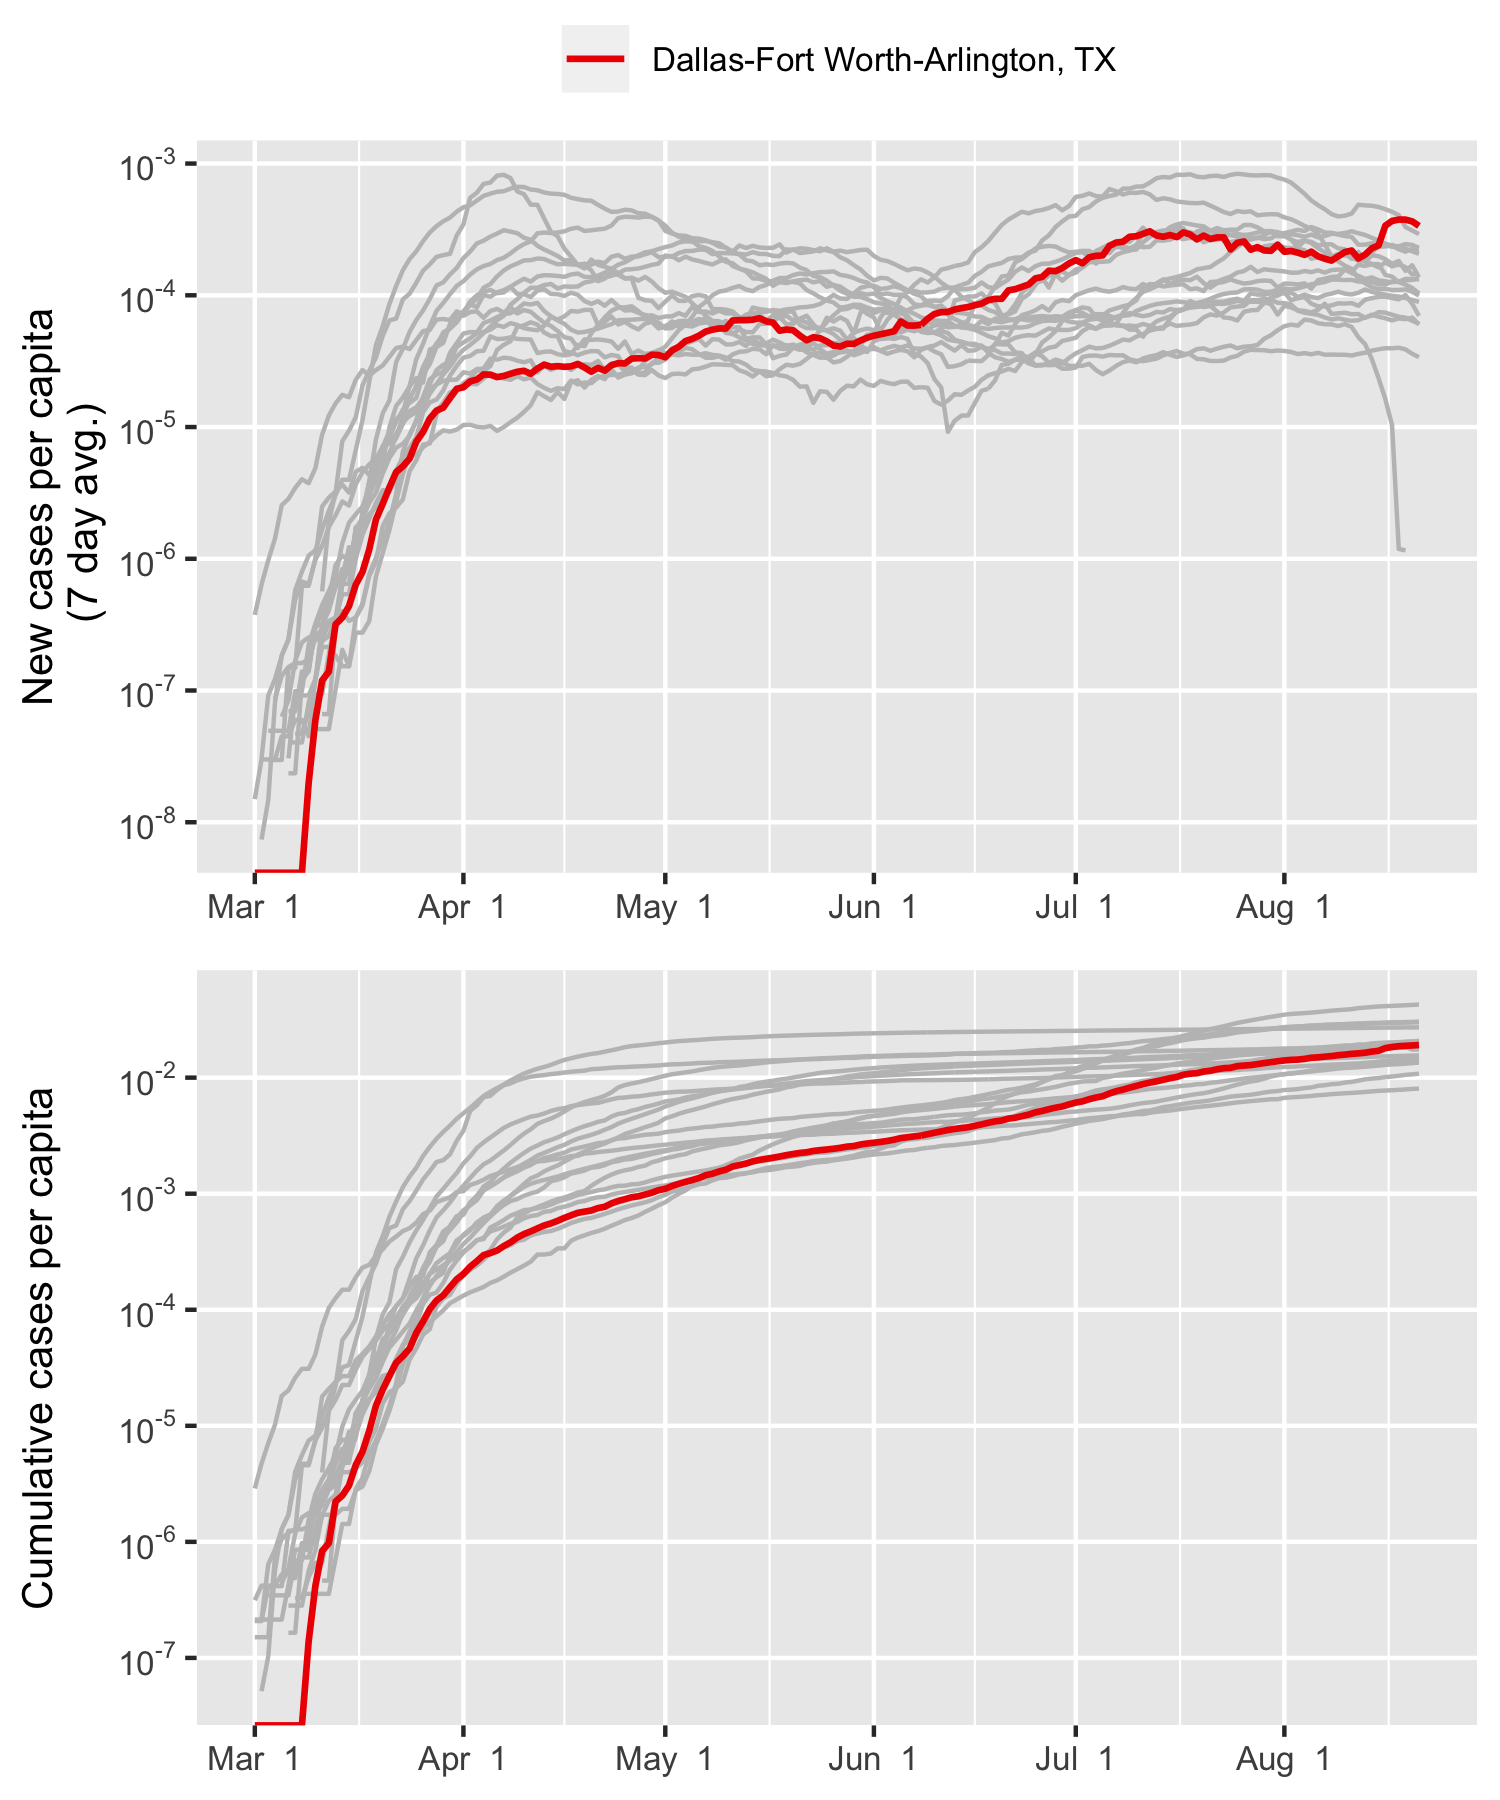 Dallas-Fort Worth-Arlington, TX
New cases per capita
(7 day avg.)
10⁻³
10⁻⁴
10⁻⁵
10⁻⁶
10⁻⁷
10⁻⁸
Mar 1 Apr 1 May 1 Jun 1 Jul 1 Aug 1
Cumulative cases per capita
10⁻²
10⁻³
10⁻⁴
10⁻⁵
10⁻⁶
10⁻⁷
Mar 1 Apr 1 May 1 Jun 1 Jul 1 Aug 1